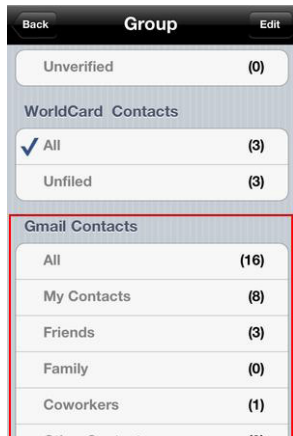 Back Group Edit
Unverified (0)
WorldCard Contacts
All (3)
Unfiled (3)
Gmail Contacts
All (16)
My Contacts (8)
Friends (3)
Family (0)
Coworkers (1)